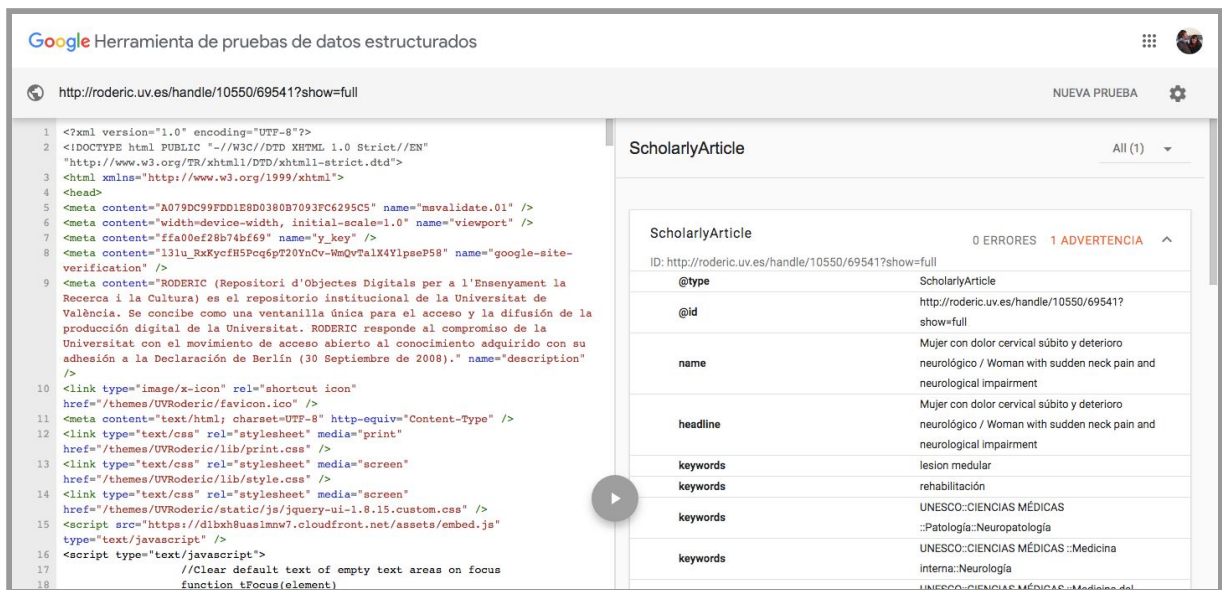 Google Herramienta de pruebas de datos estructurados
http://roderic.uv.es/handle/10550/69541?show=full
NUEVA PRUEBA
1 <?xml version="1.0" encoding="UTF-8"?>
2 <!DOCTYPE html PUBLIC "-//W3C//DTD XHTML 1.0 Strict//EN"
"http://www.w3.org/TR/xhtml1/DTD/xhtml1-strict.dtd">
3 <html xmlns="http://www.w3.org/1999/xhtml">
4 <head>
5 <meta content="A079DC99FDD1E8D0380B7093FC6295C5" name="msvalidate.01" />
6 <meta content="width=device-width, initial-scale=1.0" name="viewport" />
7 <meta content="ffa00ef28b74bf69" name="y_key" />
8 <meta content="l31u_RxKycfH5Pcq6pT20YnCv-WmQvTalX4YlpseP58" name="google-site-
verification" />
9 <meta content="RODERIC (Repositori d'Objectes Digitals per a l'Ensenyament la
Recerca i la Cultura) es el repositorio institucional de la Universitat de
València. Se concibe como una ventanilla única para el acceso y la difusión de la
producción digital de la Universitat. RODERIC responde al compromiso de la
Universitat con el movimiento de acceso abierto al conocimiento adquirido con su
adhesión a la Declaración de Berlín (30 Septiembre de 2008)." name="description"
/>
10 <link type="image/x-icon" rel="shortcut icon"
href="/themes/UVRoderic/favicon.ico" />
11 <meta content="text/html; charset=UTF-8" http-equiv="Content-Type" />
12 <link type="text/css" rel="stylesheet" media="print"
href="/themes/UVRoderic/lib/print.css" />
13 <link type="text/css" rel="stylesheet" media="screen"
href="/themes/UVRoderic/lib/style.css" />
14 <link type="text/css" rel="stylesheet" media="screen"
href="/themes/UVRoderic/static/js/jquery-ui-1.8.15.custom.css" />
15 <script src="https://d1bxh8uas1mnw7.cloudfront.net/assets/embed.js"
type="text/javascript" />
16 <script type="text/javascript">
17 //Clear default text of empty text areas on focus
18 function tFocus(element)
ScholarlyArticle
All (1)
ScholarlyArticle
0 ERRORES 1 ADVERTENCIA
ID: http://roderic.uv.es/handle/10550/69541?show=full
@type ScholarlyArticle
@id http://roderic.uv.es/handle/10550/69541?
show=full
name Mujer con dolor cervical súbito y deterioro
neurológico / Woman with sudden neck pain and
neurological impairment
headline Mujer con dolor cervical súbito y deterioro
neurológico / Woman with sudden neck pain and
neurological impairment
keywords lesion medular
keywords rehabilitación
keywords UNESCO::CIENCIAS MÉDICAS
::Patología::Neuropatología
keywords UNESCO::CIENCIAS MÉDICAS ::Medicina
interna::Neurología
UNESCO::CIENCIAS MÉDICAS ::Medicina del